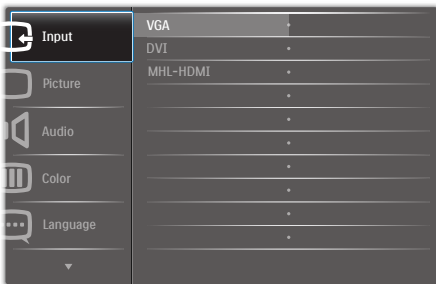 Input
Picture
Audio
Color
Language
VGA
DVI
MHL-HDMI